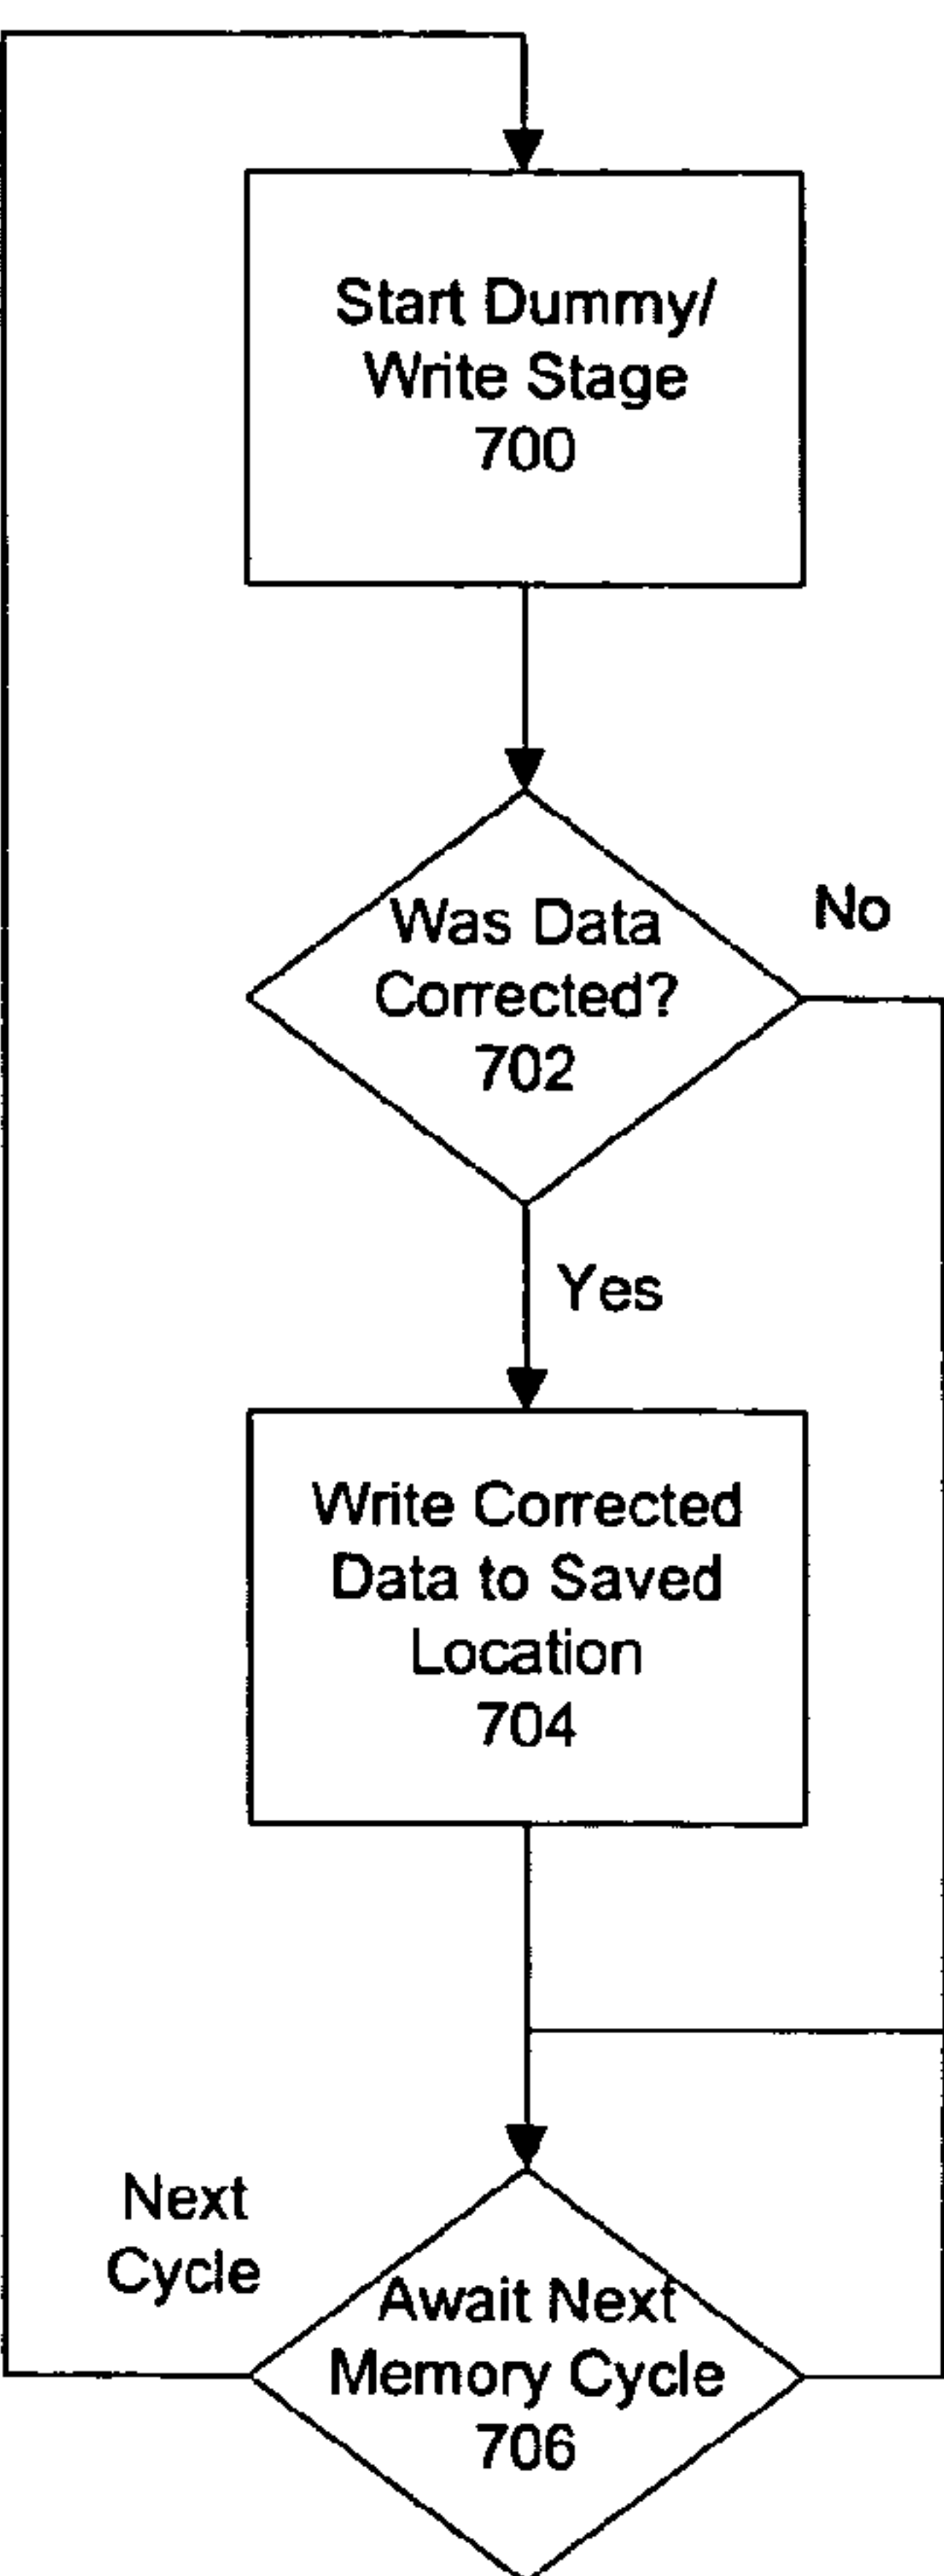 Start Dummy/
Write Stage
700
Was Data
Corrected?
702
No
Yes
Write Corrected
Data to Saved
Location
704
Next
Cycle
Await Next
Memory Cycle
706